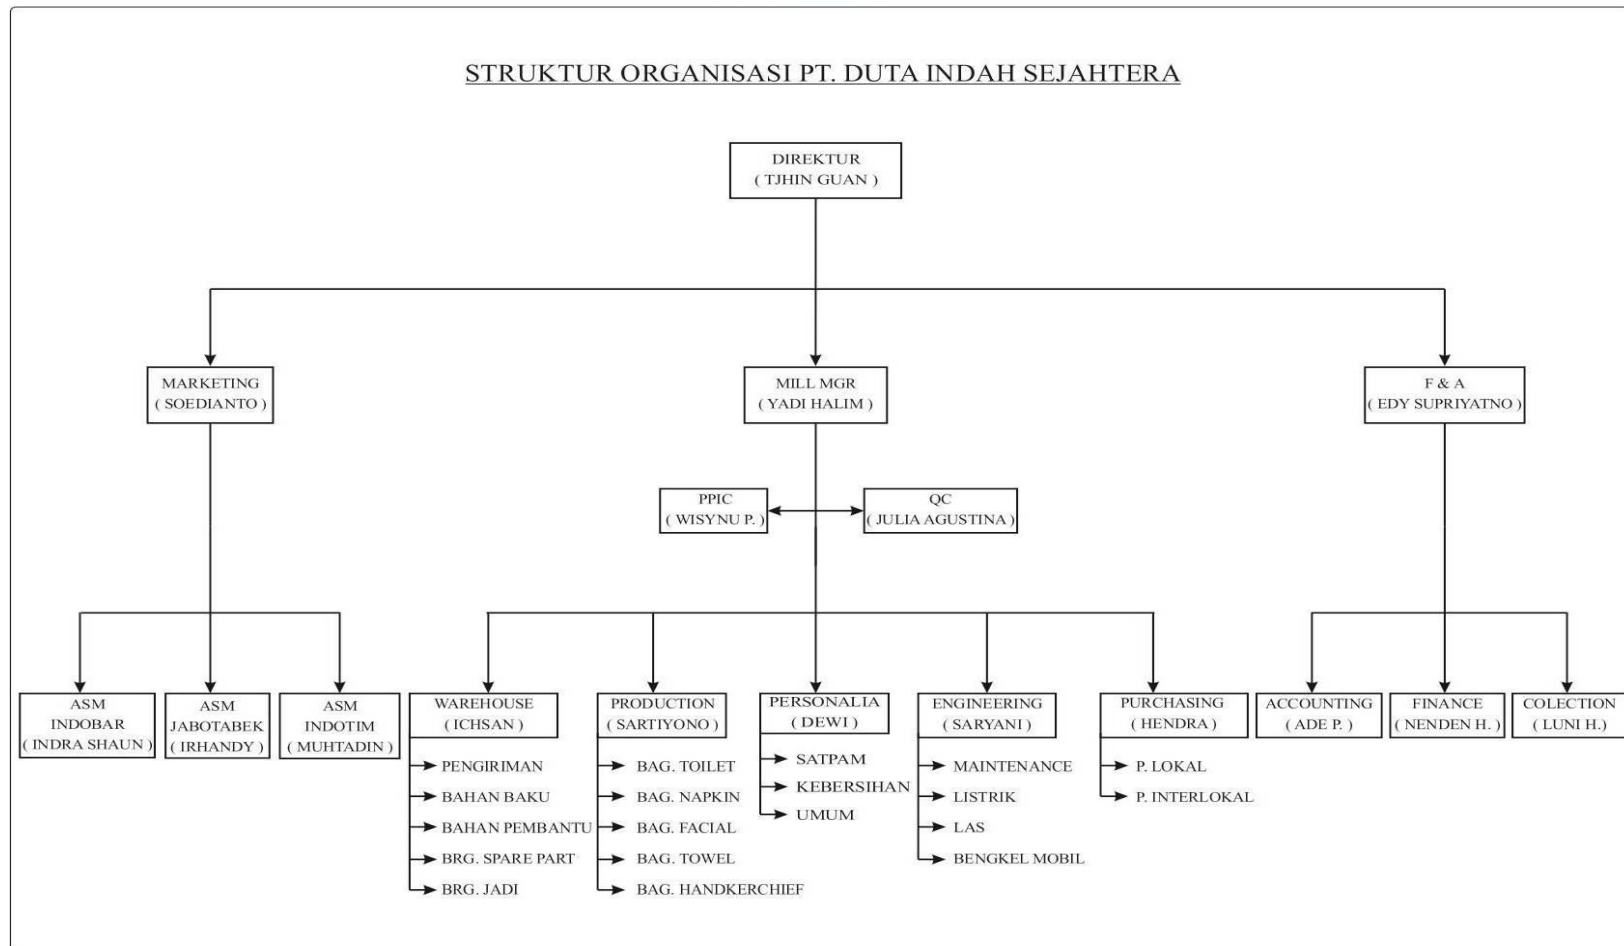 STRUKTUR ORGANISASI PT. DUTA INDAH SEJAHTERA
DIREKTUR
( TJHIN GUAN )
MARKETING
( SOEDIANTO )
MILL MGR
( YADI HALIM )
F & A
( EDY SUPRIYATNO )
PPIC
( WISYNU P. )
QC
( JULIA AGUSTINA )
ASM
INDOBAR
( INDRA SHAUN )
ASM
JABOTABEK
( IRHANDY )
ASM
INDOTIM
( MUHTADIN )
WAREHOUSE
( ICHSAN )
PENGIRIMAN
BAHAN BAKU
BAHAN PEMBANTU
BRG. SPARE PART
BRG. JADI
PRODUCTION
( SARTIYONO )
BAG. TOILET
BAG. NAPKIN
BAG. FACIAL
BAG. TOWEL
BAG. HANDKERCHIEF
PERSONALIA
( DEWI )
SATPAM
KEBERSIHAN
UMUM
ENGINEERING
( SARYANI )
MAINTENANCE
LISTRIK
LAS
BENGKEL MOBIL
PURCHASING
( HENDRA )
P. LOKAL
P. INTERLOKAL
ACCOUNTING
( ADE P. )
FINANCE
( NENDEN H. )
COLECTION
( LUNI H.)